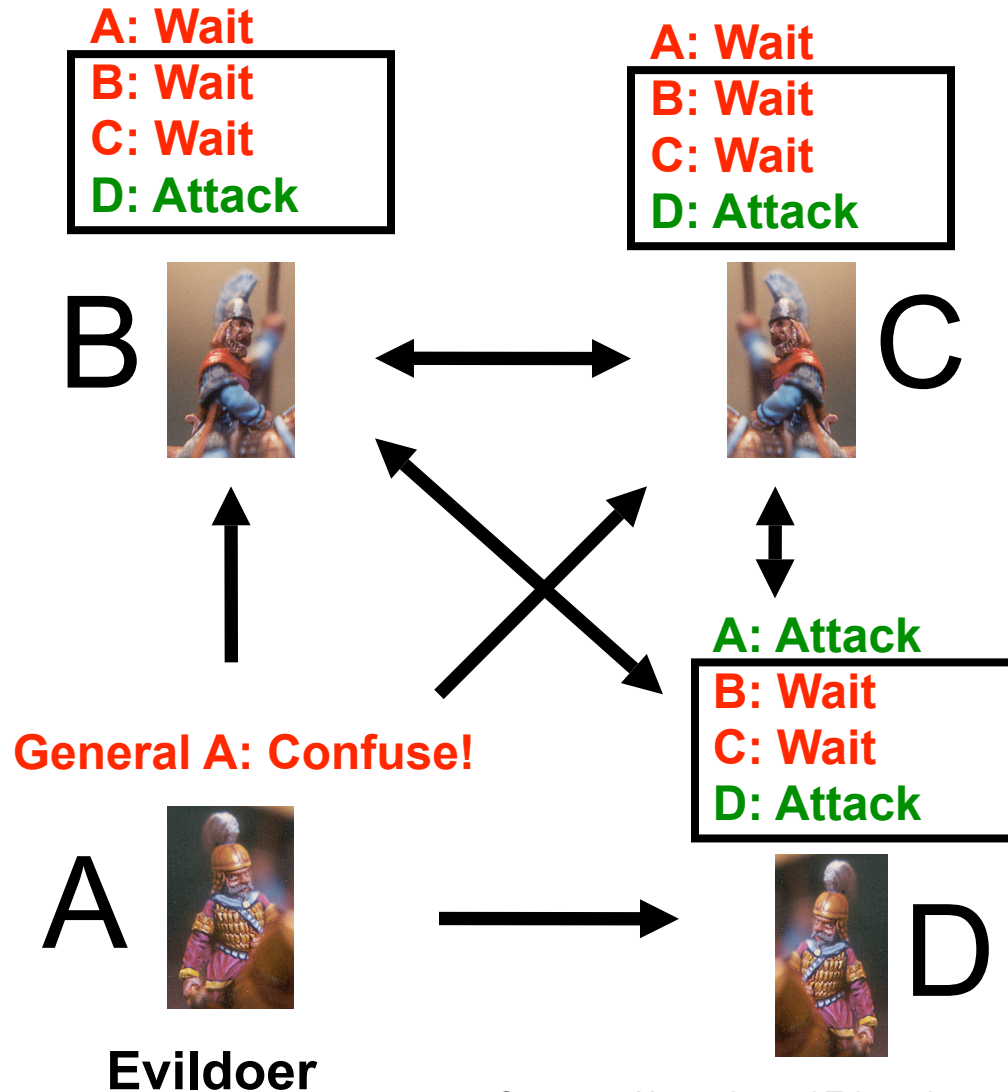 A: Wait
B: Wait
C: Wait
D: Attack
A: Wait
B: Wait
C: Wait
D: Attack
B
C
A: Attack
B: Wait
C: Wait
D: Attack
General A: Confuse!
A
D
Evildoer